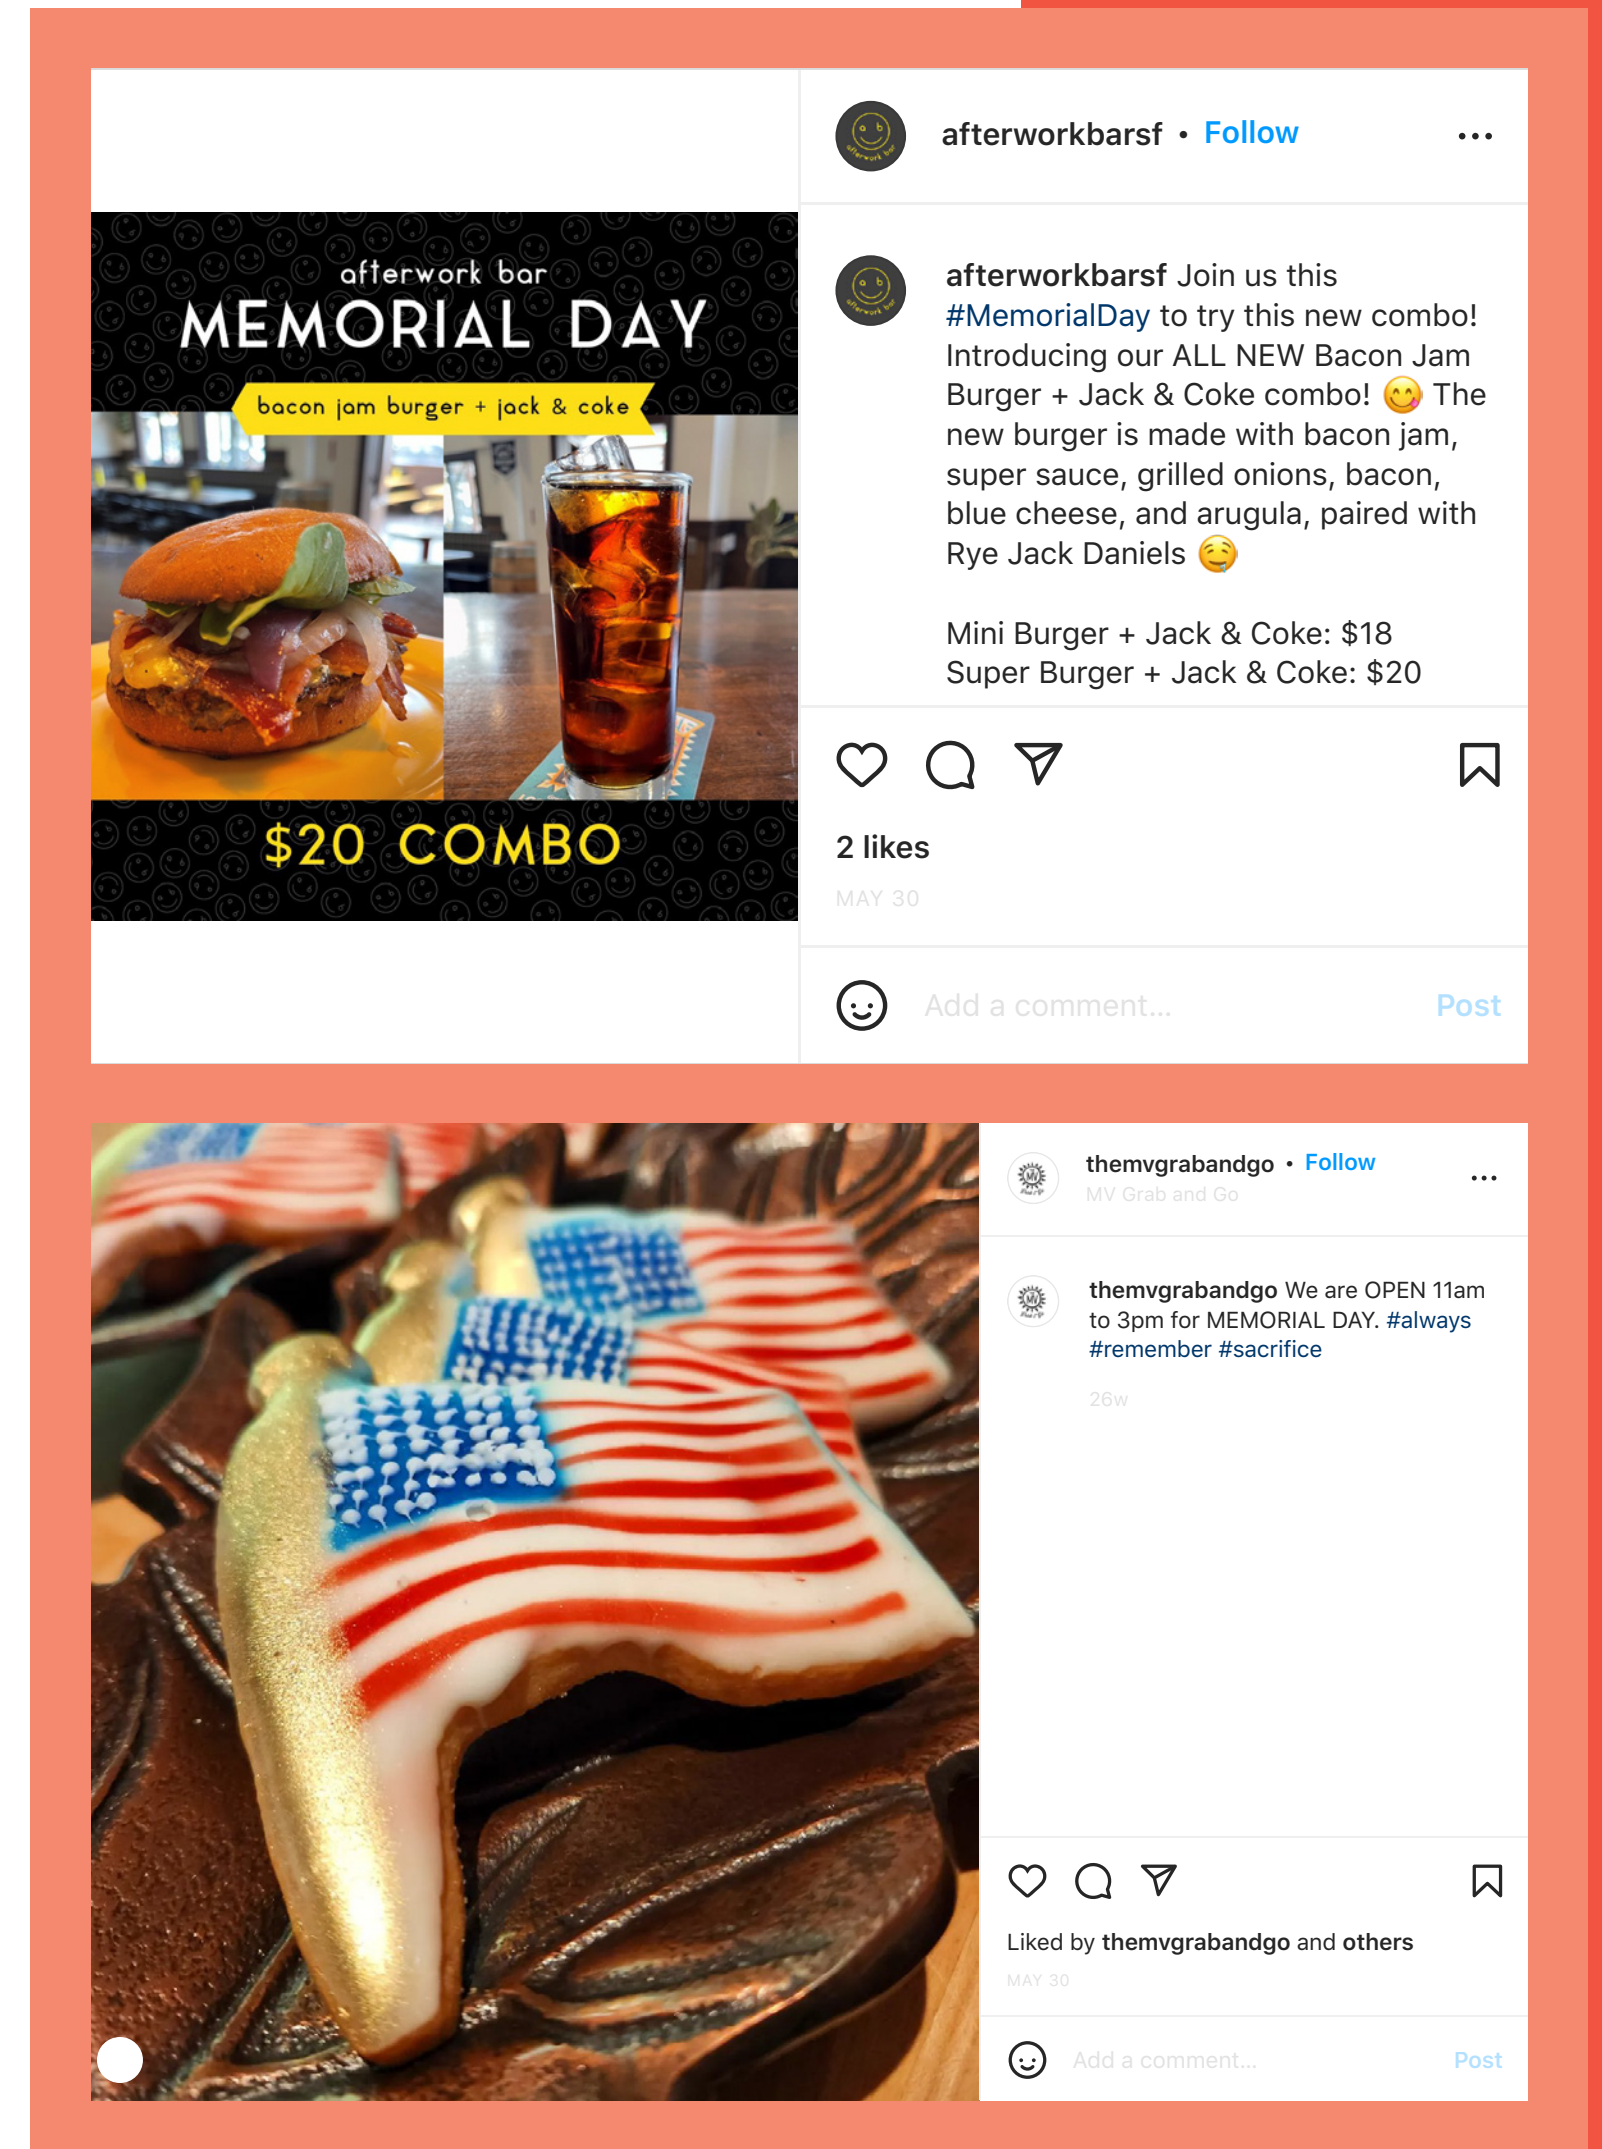 afterwork bar
MEMORIAL DAY
bacon jam burger + jack & coke
$20 COMBO
afterworkbarsf • Follow
afterworkbarsf Join us this
#MemorialDay to try this new combo!
Introducing our ALL NEW Bacon Jam
Burger + Jack & Coke combo! 😋 The
new burger is made with bacon jam,
super sauce, grilled onions, bacon,
blue cheese, and arugula, paired with
Rye Jack Daniels 🤤
Mini Burger + Jack & Coke: $18
Super Burger + Jack & Coke: $20
2 likes
MAY 30
Add a comment...
Post
themvgrabandgo • Follow
MV Grab and Go
themvgrabandgo We are OPEN 11am
to 3pm for MEMORIAL DAY. #always
#remember #sacrifice
26w
Liked by themvgrabandgo and others
MAY 30
Add a comment...
Post